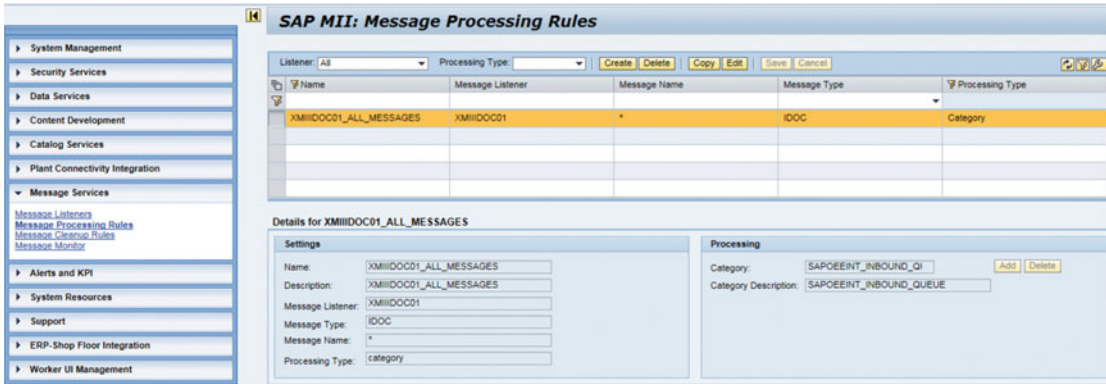 SAP MII: Message Processing Rules
System Management
Security Services
Data Services
Content Development
Catalog Services
Plant Connectivity Integration
Message Services
Message Listeners
Message Processing Rules
Message Cleanup Rules
Message Monitor
Alerts and KPI
System Resources
Support
ERP-Shop Floor Integration
Worker UI Management
Listener: All Processing Type: Create Delete Copy Edit Save Cancel
Name Message Listener Message Name Message Type Processing Type
XMIIIDOC01_ALL_MESSAGES XMIIIDOC01 * IDOC Category
Details for XMIIIDOC01_ALL_MESSAGES
Settings
Name: XMIIIDOC01_ALL_MESSAGES
Description: XMIIIDOC01_ALL_MESSAGES
Message Listener: XMIIIDOC01
Message Type: IDOC
Message Name: *
Processing Type: category
Processing
Category: SAPOEEINT_INBOUND_QI Add Delete
Category Description: SAPOEEINT_INBOUND_QUEUE